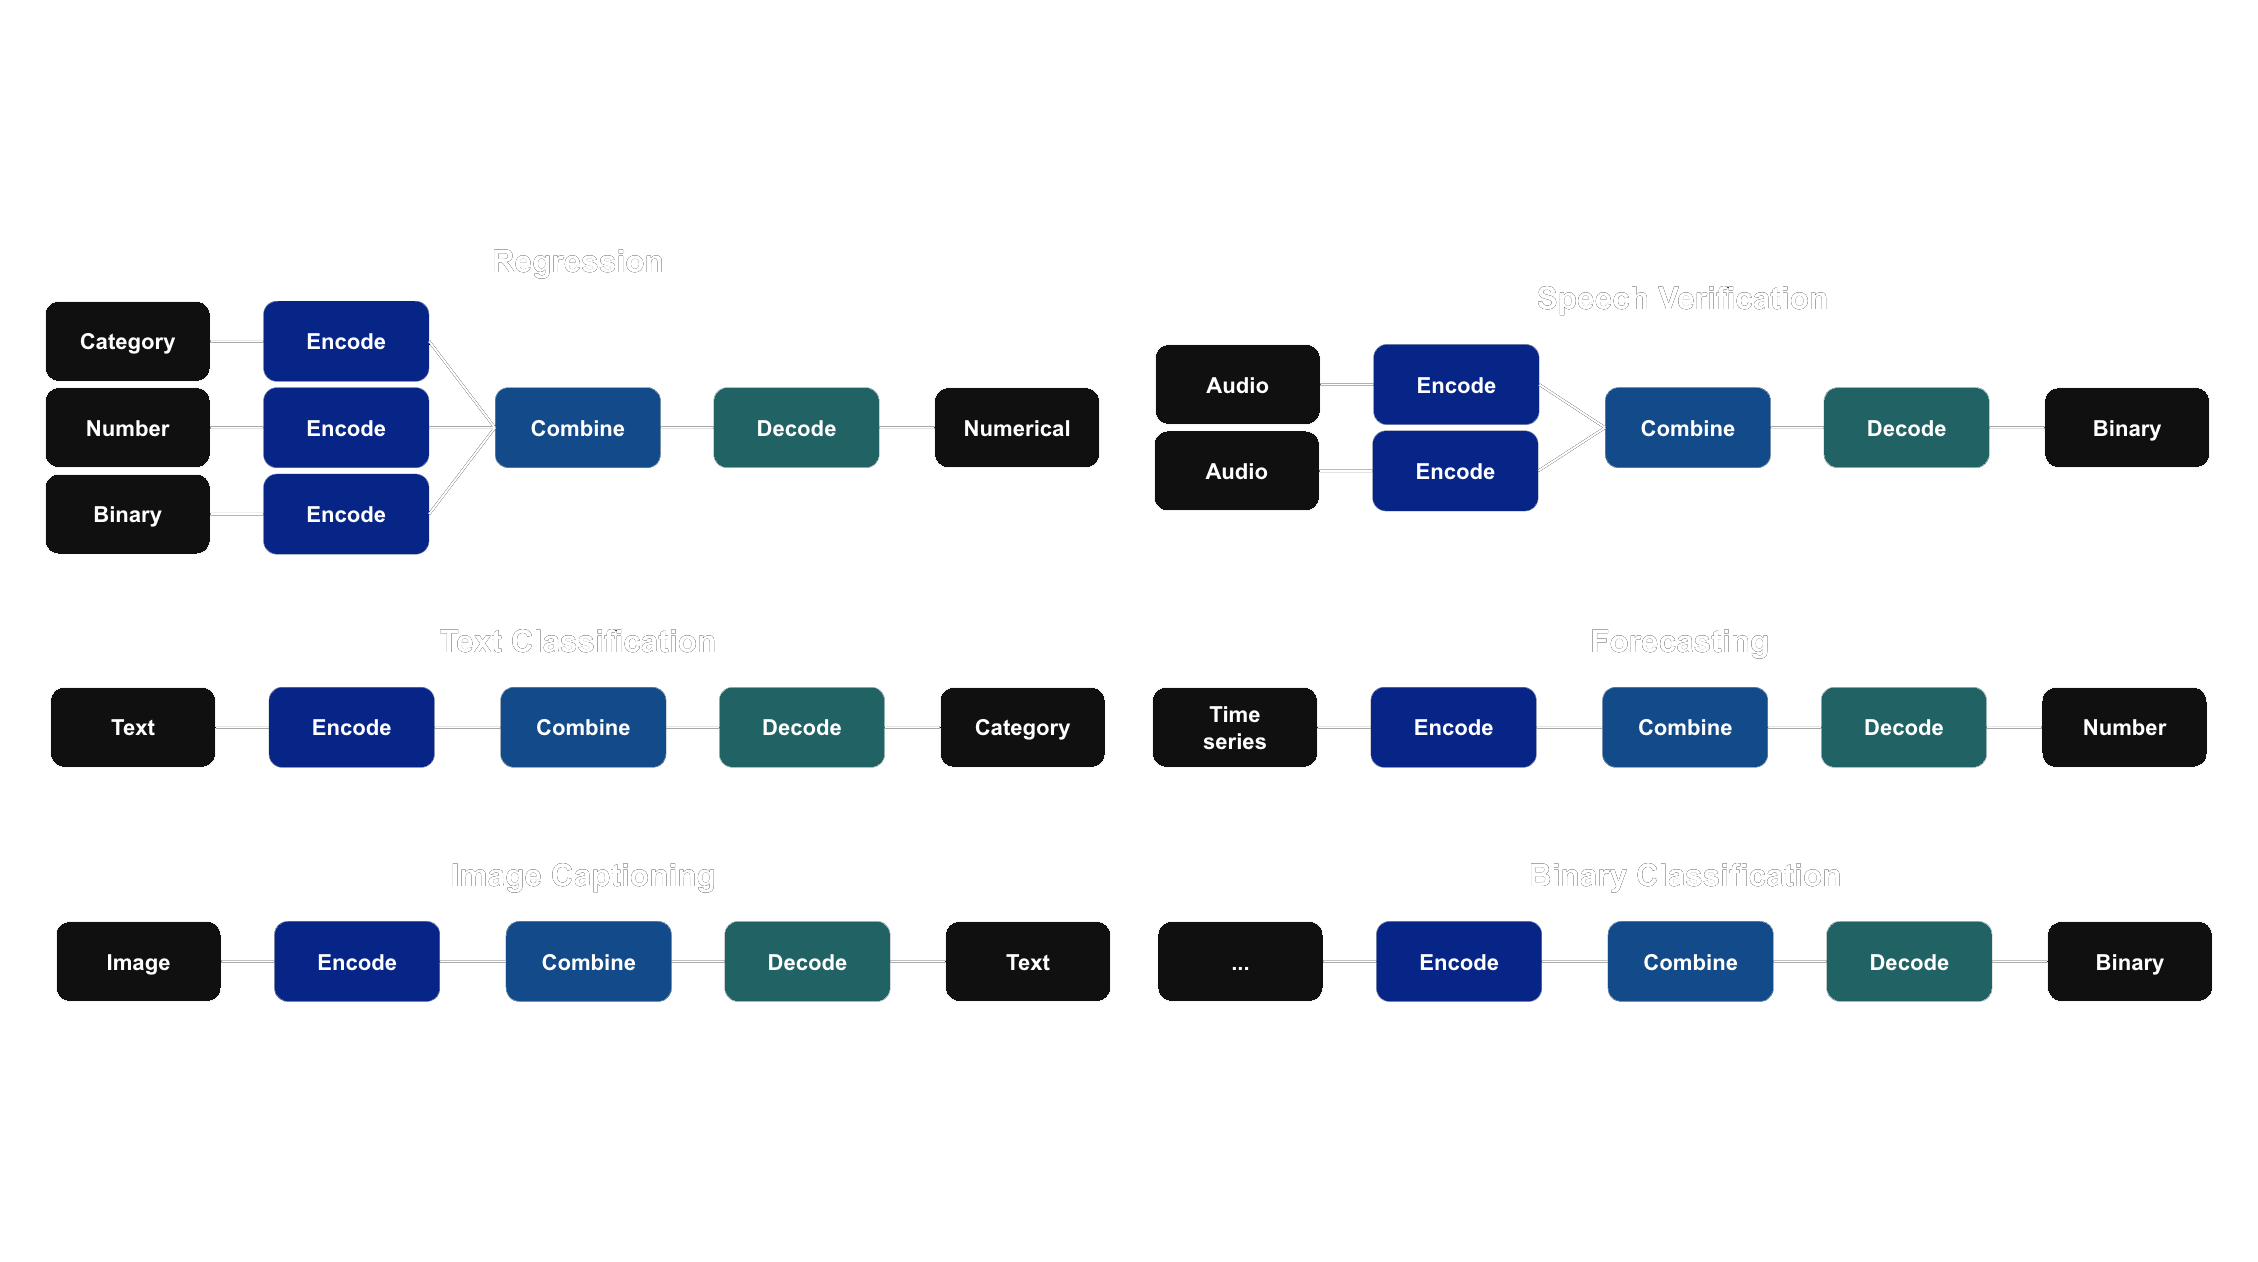 Regression
Category
Encode
Number
Encode
Combine
Decode
Numerical
Binary
Encode
Speech Verification
Audio
Encode
Combine
Decode
Binary
Audio
Encode
Text Classification
Text
Encode
Combine
Decode
Category
Forecasting
Time
series
Encode
Combine
Decode
Number
Image Captioning
Image
Encode
Combine
Decode
Text
Binary Classification
...
Encode
Combine
Decode
Binary